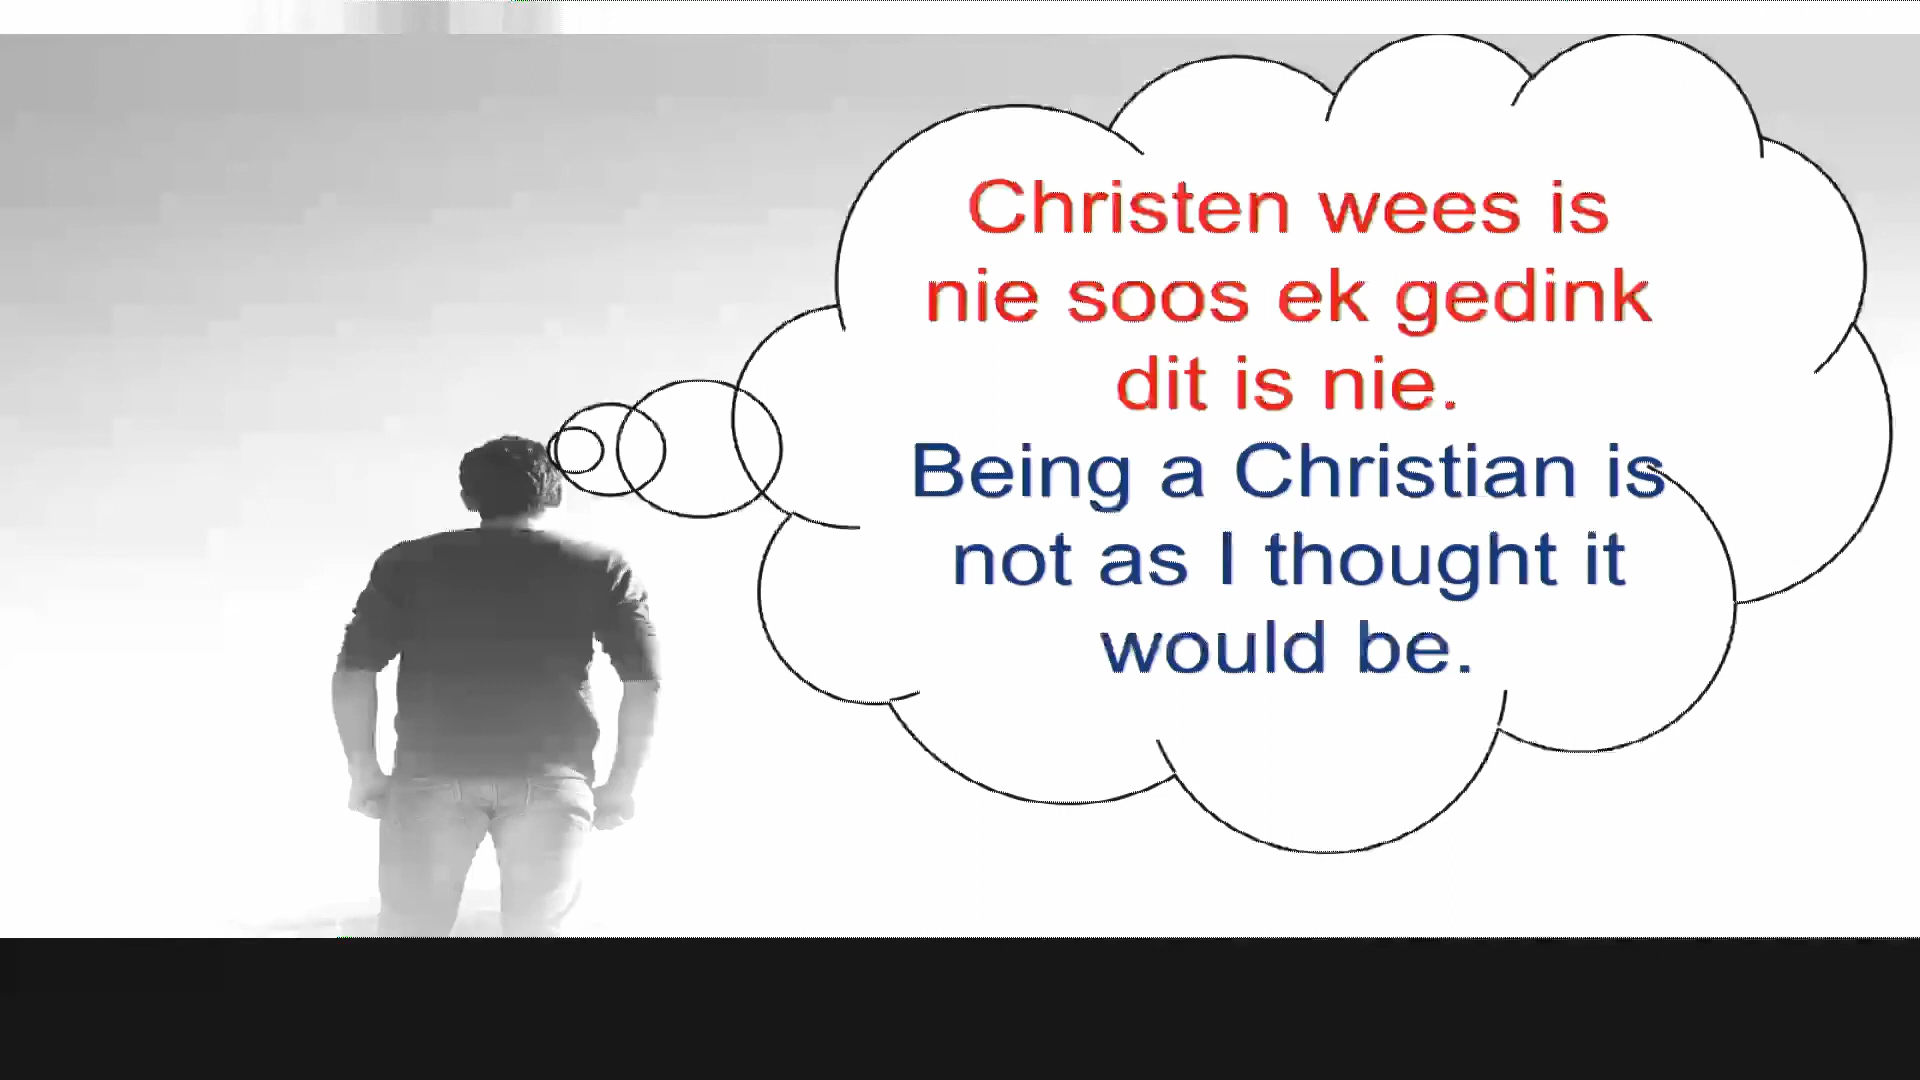 Christen wees is
nie soos ek gedink
dit is nie.
Being a Christian is
not as I thought it
would be.